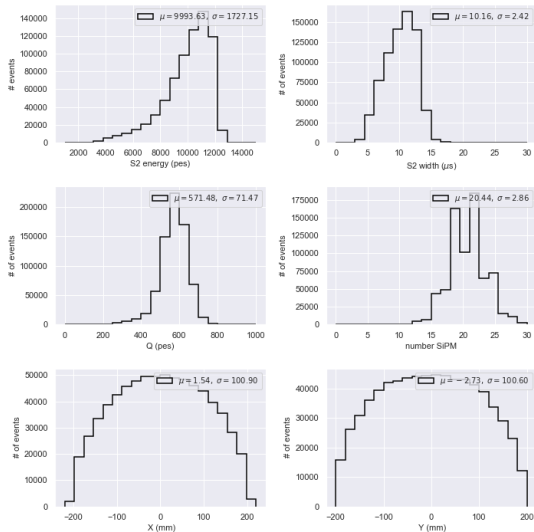 μ = 9993.63, σ = 1727.15
# events
140000
120000
100000
80000
60000
40000
20000
0
2000 4000 6000 8000 10000 12000 14000
S2 energy (pes)
μ = 10.16, σ = 2.42
# of events
150000
125000
100000
75000
50000
25000
0
0 5 10 15 20 25 30
S2 width (μs)
μ = 571.48, σ = 71.47
# of events
200000
150000
100000
50000
0
0 200 400 600 800 1000
Q (pes)
μ = 20.44, σ = 2.86
# of events
175000
150000
125000
100000
75000
50000
25000
0
0 5 10 15 20 25 30
number SiPM
μ = 1.54, σ = 100.90
# of events
50000
40000
30000
20000
10000
0
−200 −100 0 100 200
X (mm)
μ = −2.73, σ = 100.60
# of events
40000
30000
20000
10000
0
−200 −100 0 100 200
Y (mm)